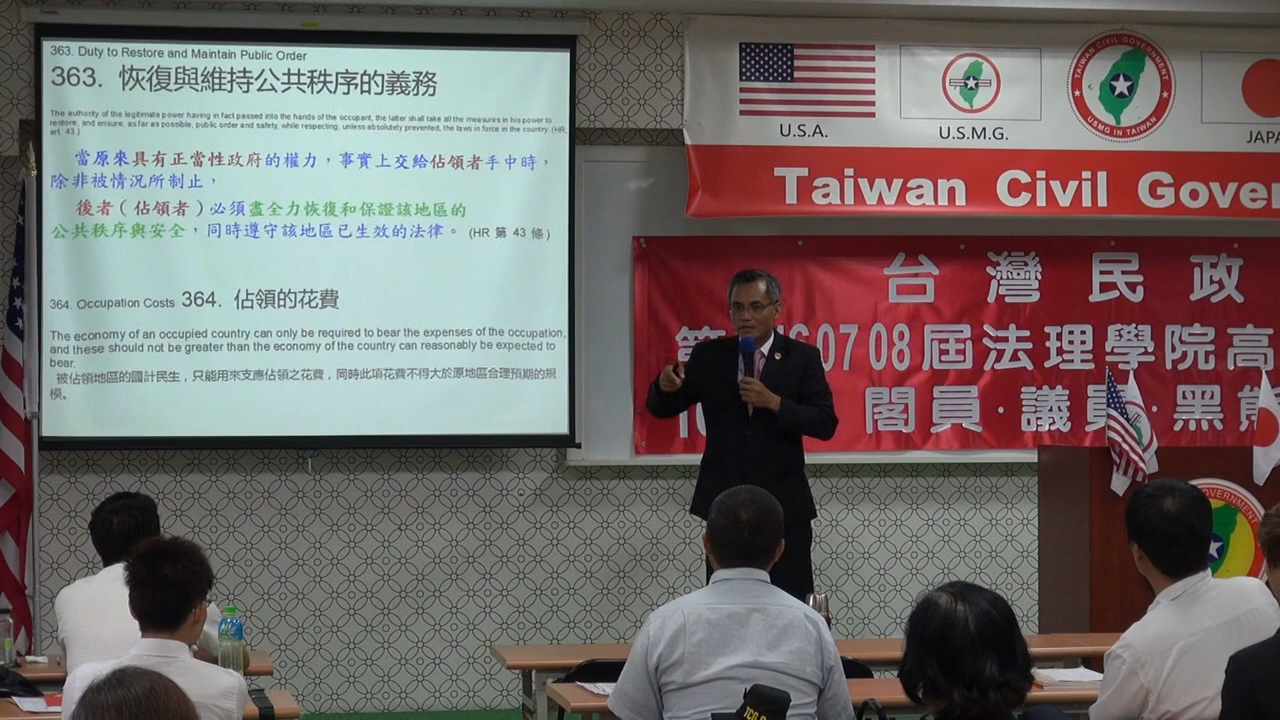 363. Duty to Restore and Maintain Public Order
363. 恢復與維持公共秩序的義務
The authority of the legitimate power having in fact passed into the hands of the occupant, the latter shall take all the measures in his power to
restore, and ensure, as far as possible, public order and safety, while respecting, unless absolutely prevented, the laws in force in the country. (HR,
art. 43.)
當原來具有正當性政府的權力，事實上交給佔領者手中時，
除非被情況所制止，
後者（佔領者）必須盡全力恢復和保證該地區的
公共秩序與安全，同時遵守該地區已生效的法律。 (HR 第 43 條)
364. Occupation Costs 364. 佔領的花費
The economy of an occupied country can only be required to bear the expenses of the occupation,
and these should not be greater than the economy of the country can reasonably be expected to
bear.
被佔領地區的國計民生，只能用來支應佔領之花費，同時此項花費不得大於原地區合理預期的規
模。
U.S.A.
U.S.M.G.
TAIWAN CIVIL GOVERNMENT
USMG IN TAIWAN
JAPA
Taiwan Civil Gover
台灣民政
第 607 08屆法理學院高
閣員·議員·黑熊
VERNMENT
TCG